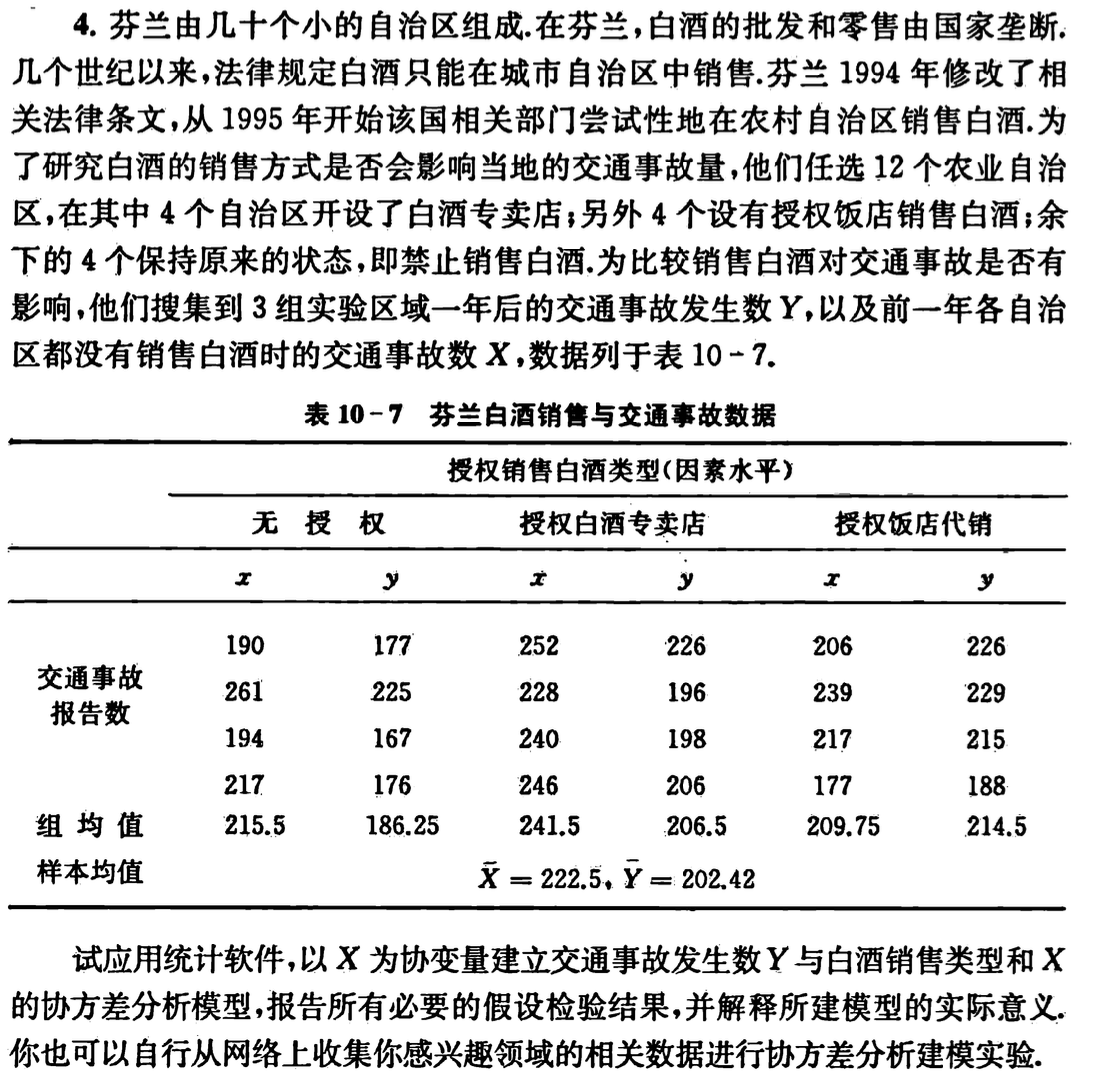 4. 芬兰由几十个小的自治区组成.在芬兰,白酒的批发和零售由国家垄断.
几个世纪以来,法律规定白酒只能在城市自治区中销售.芬兰 1994 年修改了相
关法律条文,从 1995 年开始该国相关部门尝试性地在农村自治区销售白酒.为
了研究白酒的销售方式是否会影响当地的交通事故量,他们任选 12 个农业自治
区,在其中 4 个自治区开设了白酒专卖店;另外 4 个设有授权饭店销售白酒;余
下的 4 个保持原来的状态,即禁止销售白酒.为比较销售白酒对交通事故是否有
影响,他们搜集到 3 组实验区域一年后的交通事故发生数 Y,以及前一年各自治
区都没有销售白酒时的交通事故数 X,数据列于表 10-7.
表 10-7 芬兰白酒销售与交通事故数据
授权销售白酒类型(因素水平)
无 授 权 授权白酒专卖店 授权饭店代销
x y x y x y
190 177 252 226 206 226
交通事故
报告数
261 225 228 196 239 229
194 167 240 198 217 215
217 176 246 206 177 188
组 均 值 215.5 186.25 241.5 206.5 209.75 214.5
样本均值 X̄ = 222.5, Ȳ = 202.42
试应用统计软件,以 X 为协变量建立交通事故发生数 Y 与白酒销售类型和 X
的协方差分析模型,报告所有必要的假设检验结果,并解释所建模型的实际意义.
你也可以自行从网络上收集你感兴趣领域的相关数据进行协方差分析建模实验.